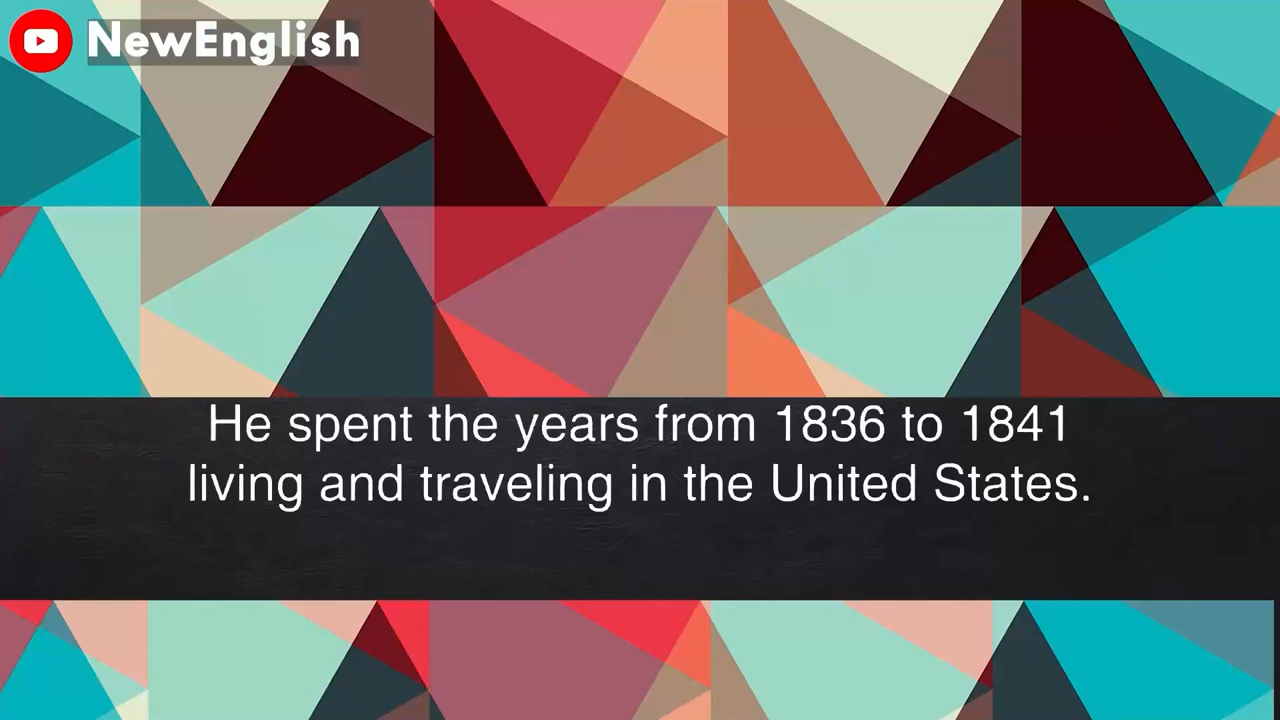 NewEnglish
He spent the years from 1836 to 1841
living and traveling in the United States.